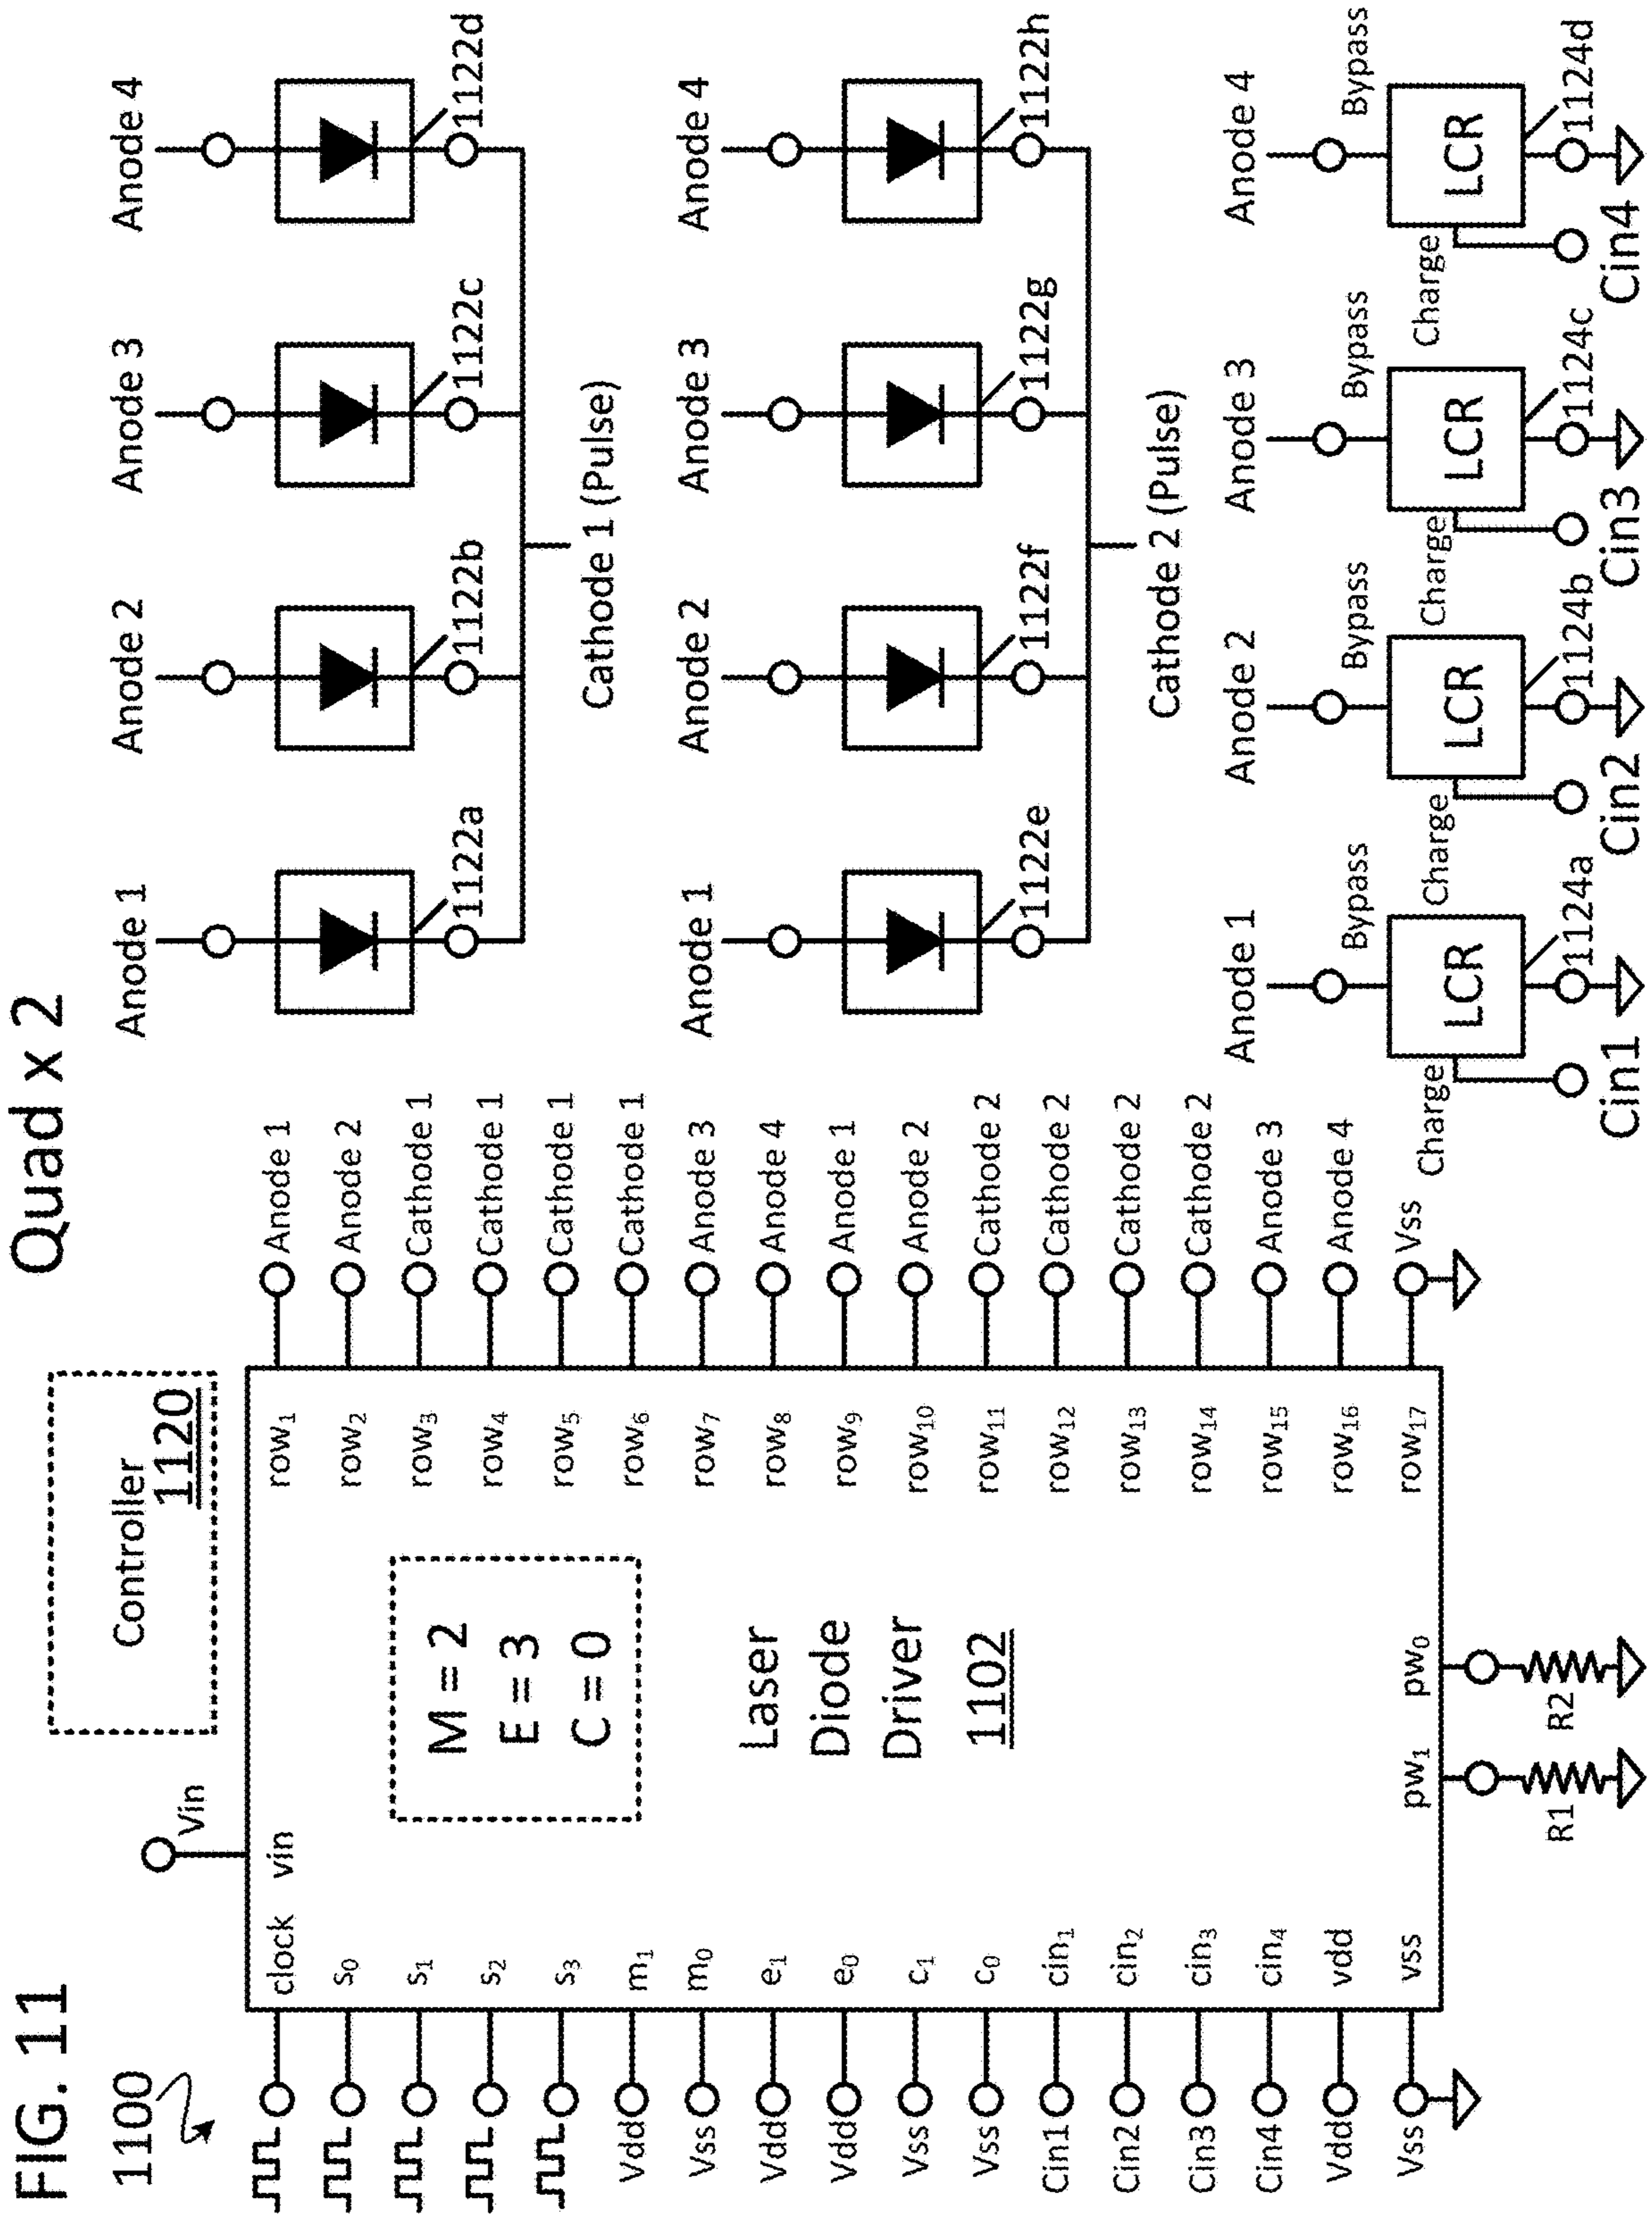 FIG. 11
Quad x 2
1100
Controller
1120
Vin
clock vin
s0
s1
s2
s3
Vdd m1
Vss m0
Vdd e1
Vdd e0
Vss c1
Vss c0
Cin1 cin1
Cin2 cin2
Cin3 cin3
Cin4 cin4
Vdd vdd
Vss vss
M = 2
E = 3
C = 0
Laser
Diode
Driver
1102
pw1 pw0
R1 R2
row1 Anode 1
row2 Anode 2
row3 Cathode 1
row4 Cathode 1
row5 Cathode 1
row6 Cathode 1
row7 Anode 3
row8 Anode 4
row9 Anode 1
row10 Anode 2
row11 Cathode 2
row12 Cathode 2
row13 Cathode 2
row14 Cathode 2
row15 Anode 3
row16 Anode 4
row17 Vss
Anode 1 Anode 2 Anode 3 Anode 4
1122a 1122b 1122c 1122d
Cathode 1 (Pulse)
Anode 1 Anode 2 Anode 3 Anode 4
1122e 1122f 1122g 1122h
Cathode 2 (Pulse)
Anode 1 Anode 2 Anode 3 Anode 4
Bypass Bypass Bypass Bypass
Charge LCR Charge LCR Charge LCR Charge LCR
1124a 1124b 1124c 1124d
Cin1 Cin2 Cin3 Cin4